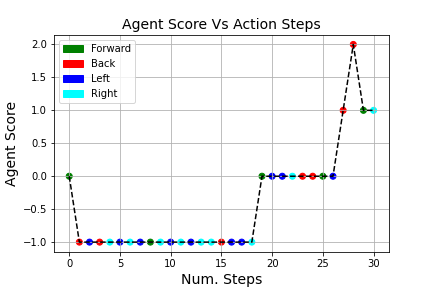 Agent Score Vs Action Steps
Forward
Back
Left
Right
2.0
1.5
1.0
0.5
0.0
−0.5
−1.0
Agent Score
0 5 10 15 20 25 30
Num. Steps